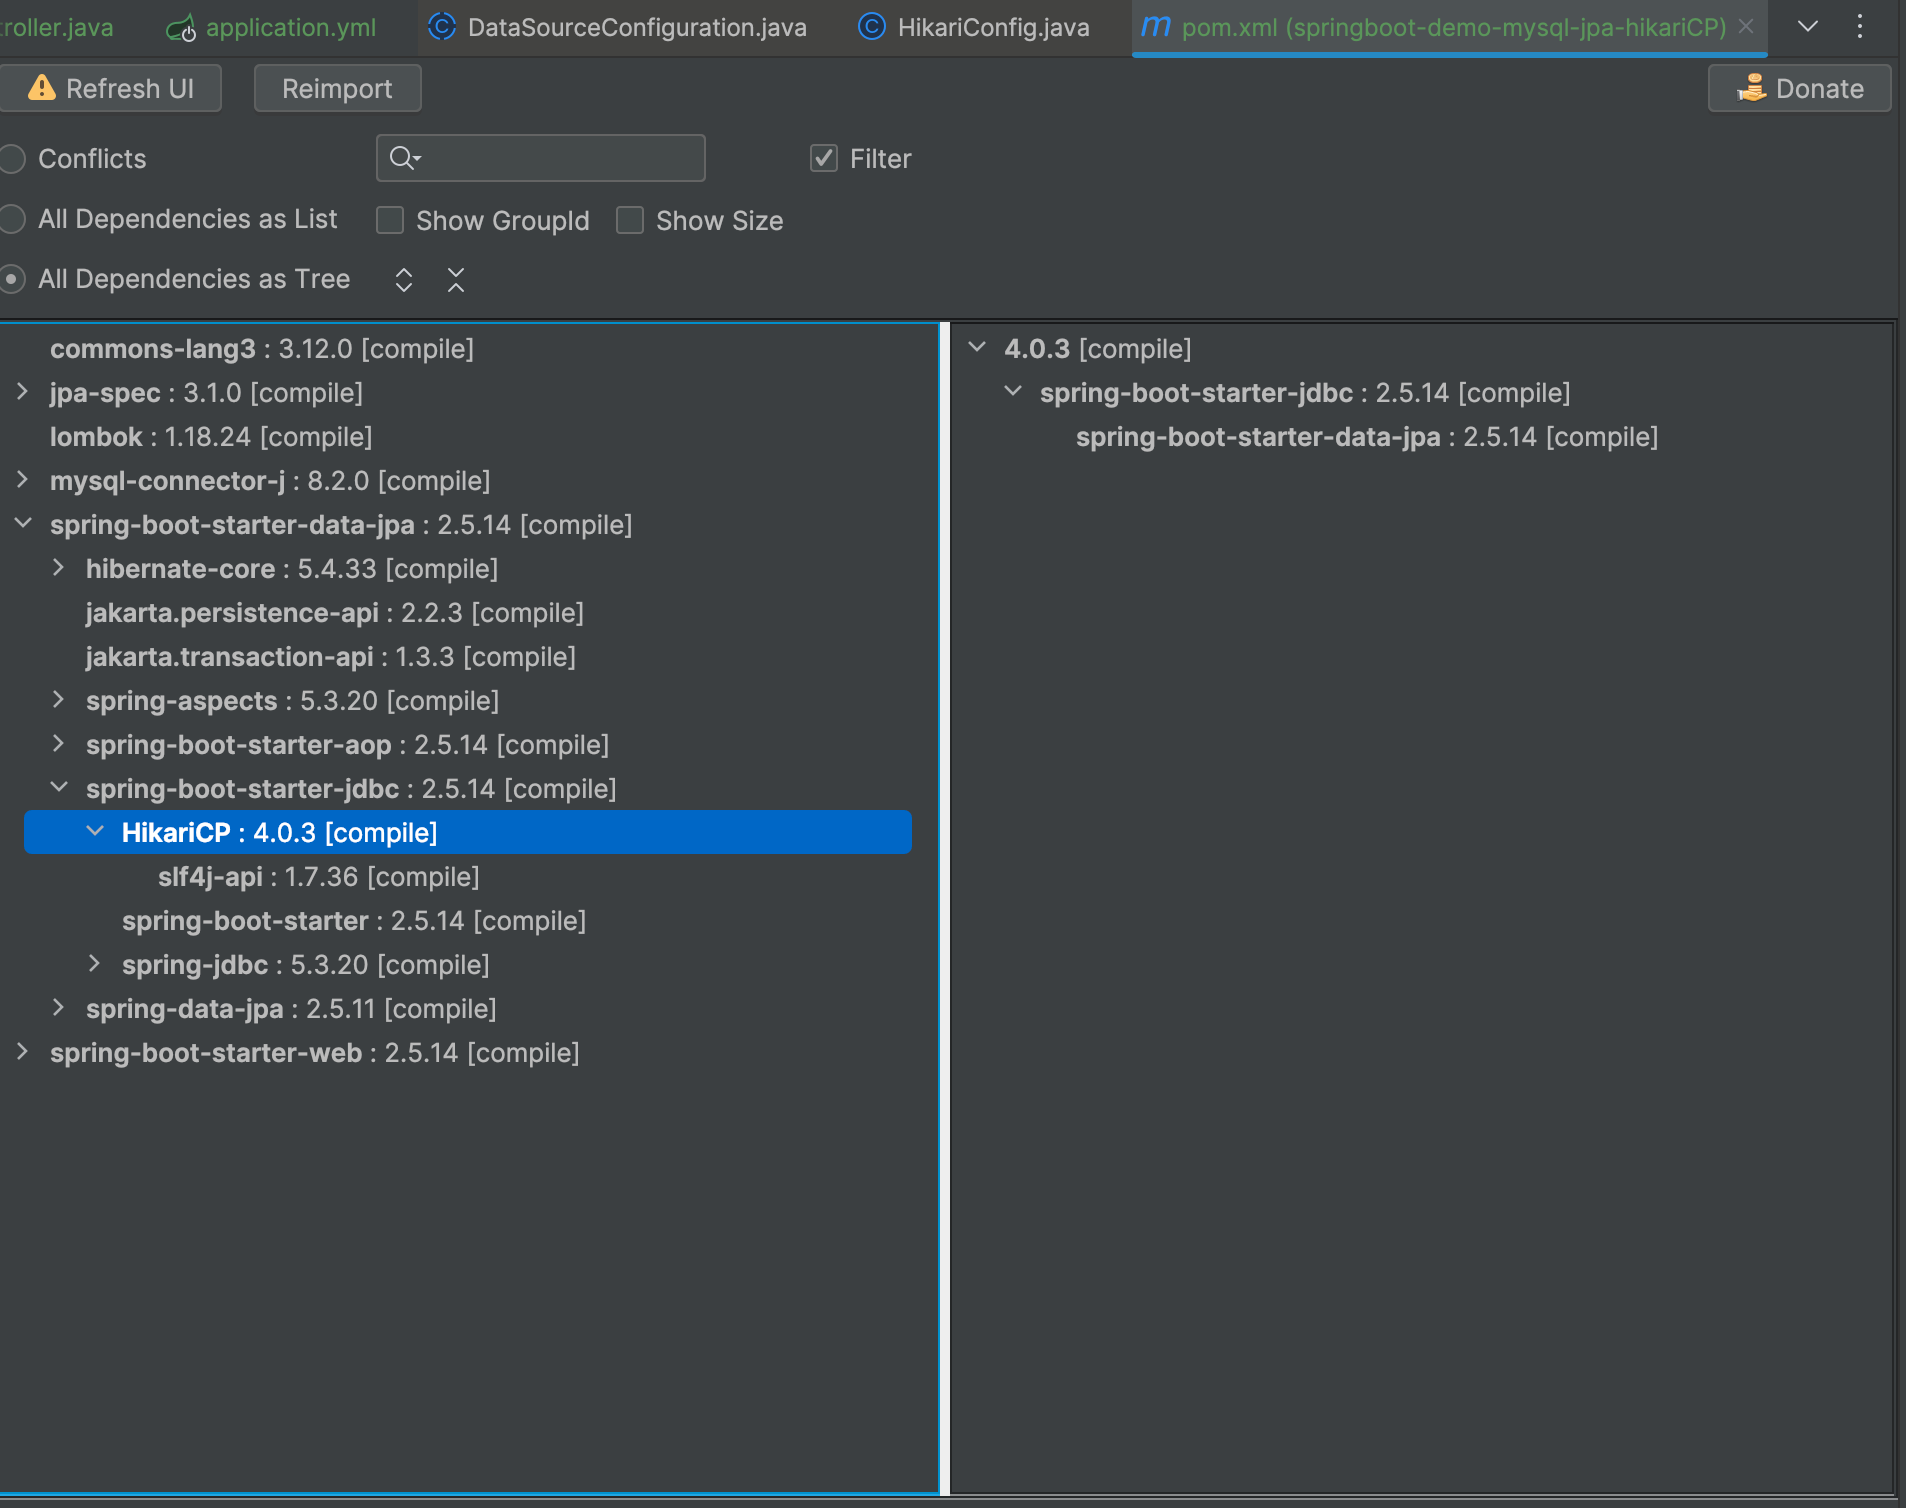 roller.java application.yml DataSourceConfiguration.java HikariConfig.java pom.xml (springboot-demo-mysql-jpa-hikariCP)
Refresh UI Reimport Donate
Conflicts Filter
All Dependencies as List Show GroupId Show Size
All Dependencies as Tree
commons-lang3 : 3.12.0 [compile]
jpa-spec : 3.1.0 [compile]
lombok : 1.18.24 [compile]
mysql-connector-j : 8.2.0 [compile]
spring-boot-starter-data-jpa : 2.5.14 [compile]
hibernate-core : 5.4.33 [compile]
jakarta.persistence-api : 2.2.3 [compile]
jakarta.transaction-api : 1.3.3 [compile]
spring-aspects : 5.3.20 [compile]
spring-boot-starter-aop : 2.5.14 [compile]
spring-boot-starter-jdbc : 2.5.14 [compile]
HikariCP : 4.0.3 [compile]
slf4j-api : 1.7.36 [compile]
spring-boot-starter : 2.5.14 [compile]
spring-jdbc : 5.3.20 [compile]
spring-data-jpa : 2.5.11 [compile]
spring-boot-starter-web : 2.5.14 [compile]
4.0.3 [compile]
spring-boot-starter-jdbc : 2.5.14 [compile]
spring-boot-starter-data-jpa : 2.5.14 [compile]